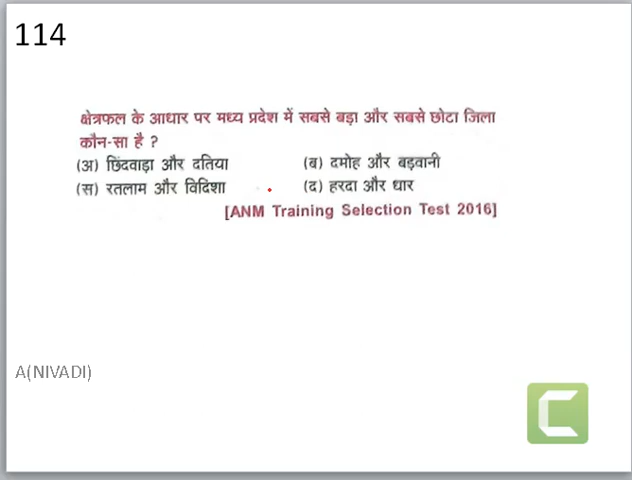 114
क्षेत्रफल के आधार पर मध्य प्रदेश में सबसे बड़ा और सबसे छोटा जिला
कौन-सा है ?
(अ) छिंदवाड़ा और दतिया (ब) दमोह और बड़वानी
(स) रतलाम और विदिशा (द) हरदा और धार
[ANM Training Selection Test 2016]
A(NIVADI)